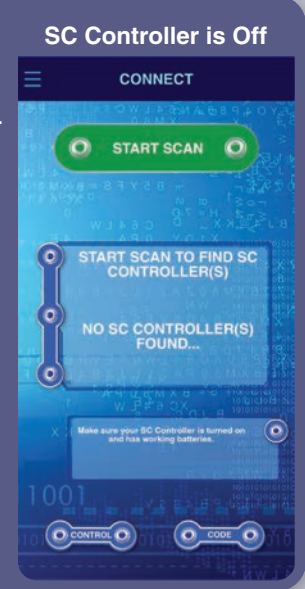 SC Controller is Off
CONNECT
START SCAN
START SCAN TO FIND SC
CONTROLLER(S)
NO SC CONTROLLER(S)
FOUND...
Make sure your SC Controller is turned on
and has working batteries.
1001
CONTROL
CODE